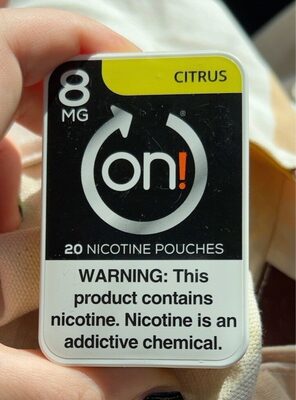 8 CITRUS
MG
®
on!
20 NICOTINE POUCHES
WARNING: This
product contains
nicotine. Nicotine is an
addictive chemical.